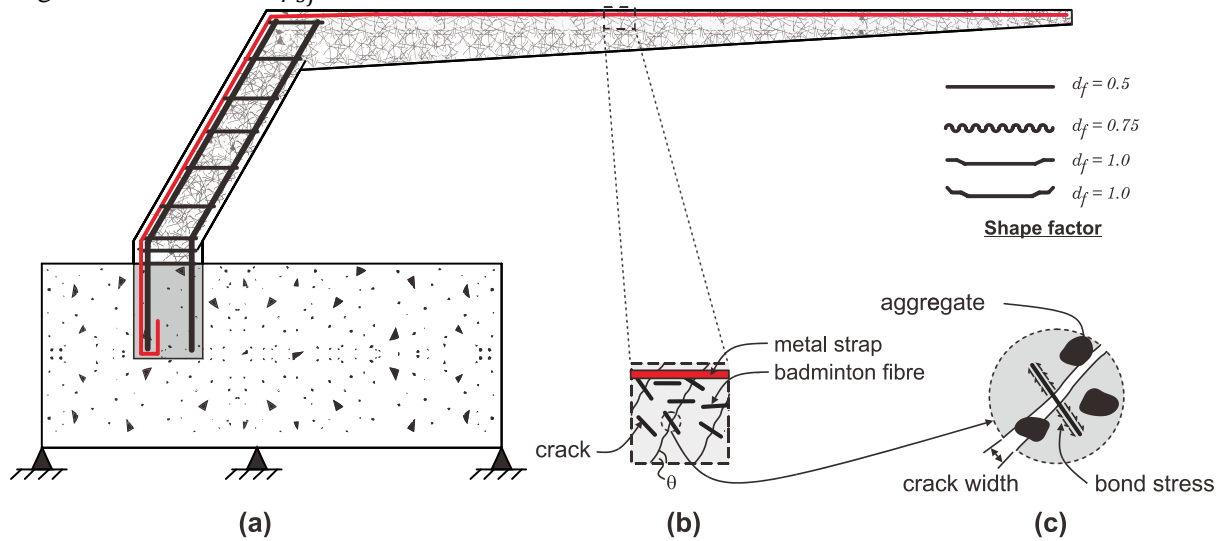 d_f = 0.5
d_f = 0.75
d_f = 1.0
d_f = 1.0
Shape factor
aggregate
metal strap
badminton fibre
crack
θ
crack width
bond stress
(a)
(b)
(c)